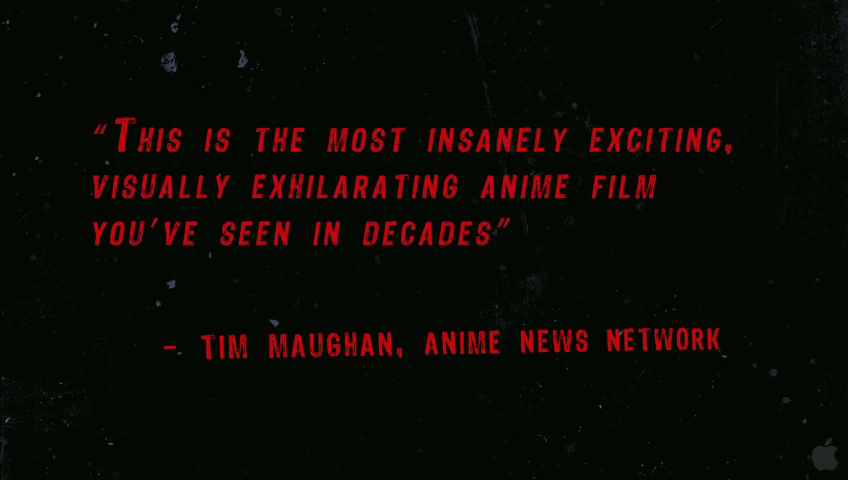 “This is the most insanely exciting,
visually exhilarating anime film
you’ve seen in decades”
– Tim Maughan, Anime News Network